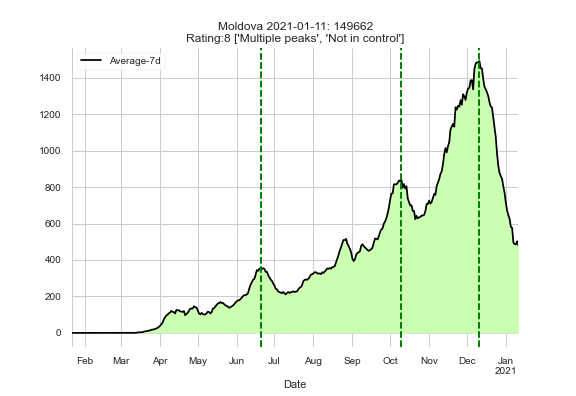 Moldova 2021-01-11: 149662
Rating:8 ['Multiple peaks', 'Not in control']
Average-7d
1400
1200
1000
800
600
400
200
0
Feb Mar Apr May Jun Jul Aug Sep Oct Nov Dec Jan
2021
Date